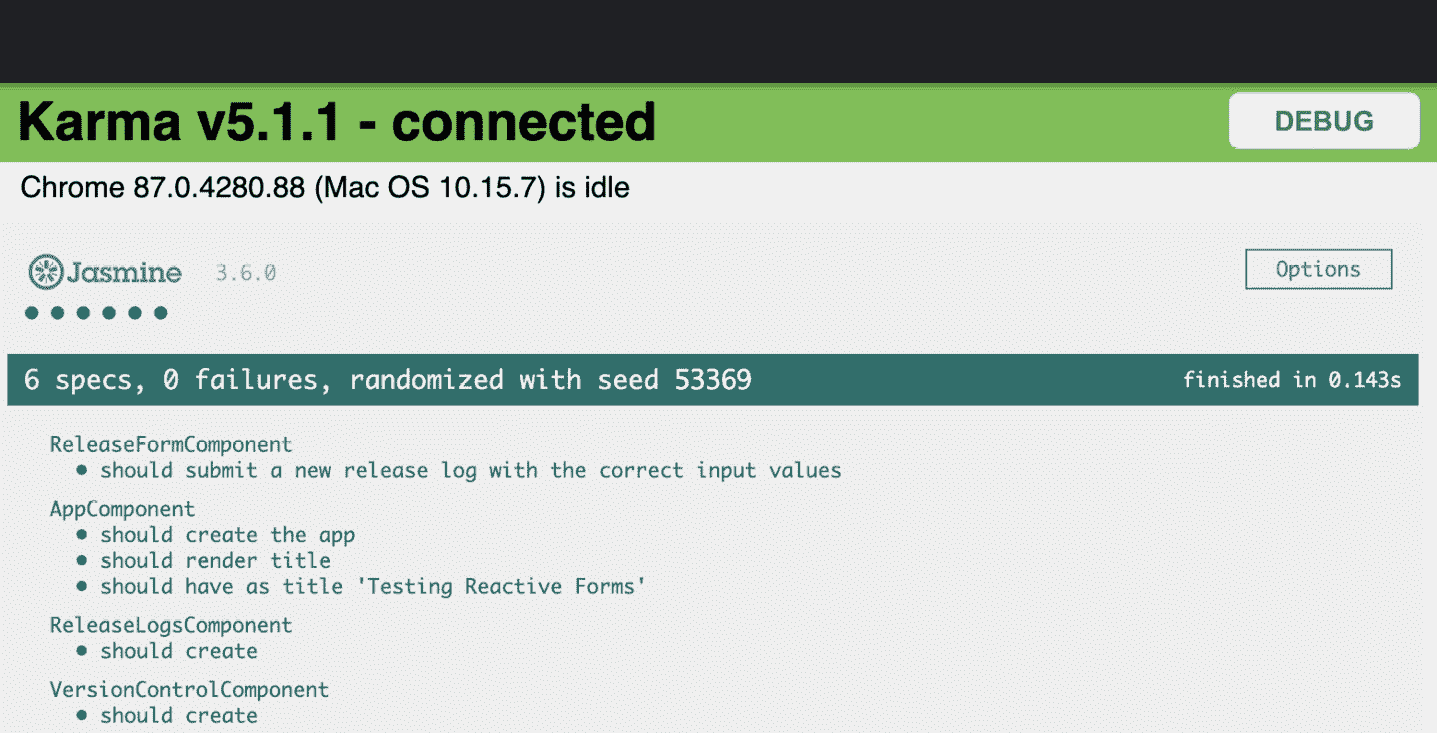 Karma v5.1.1 - connected
DEBUG
Chrome 87.0.4280.88 (Mac OS 10.15.7) is idle
Jasmine 3.6.0
Options
6 specs, 0 failures, randomized with seed 53369
finished in 0.143s
ReleaseFormComponent
• should submit a new release log with the correct input values
AppComponent
• should create the app
• should render title
• should have as title 'Testing Reactive Forms'
ReleaseLogsComponent
• should create
VersionControlComponent
• should create